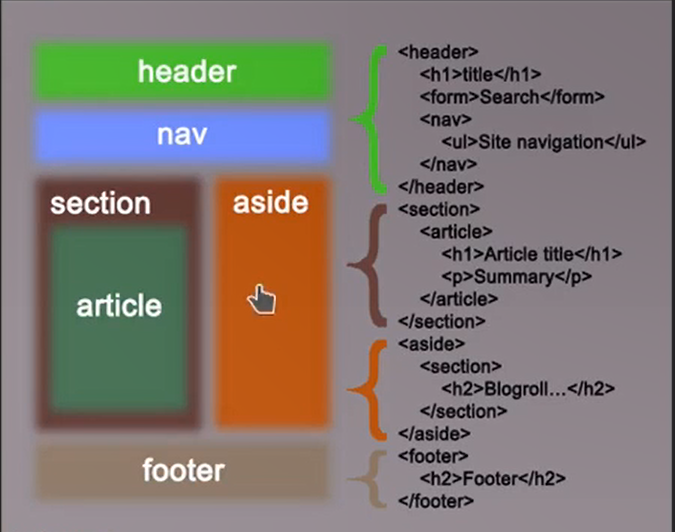 header
nav
section
aside
article
footer
<header>
<h1>title</h1>
<form>Search</form>
<nav>
<ul>Site navigation</ul>
</nav>
</header>
<section>
<article>
<h1>Article title</h1>
<p>Summary</p>
</article>
</section>
<aside>
<section>
<h2>Blogroll...</h2>
</section>
</aside>
<footer>
<h2>Footer</h2>
</footer>